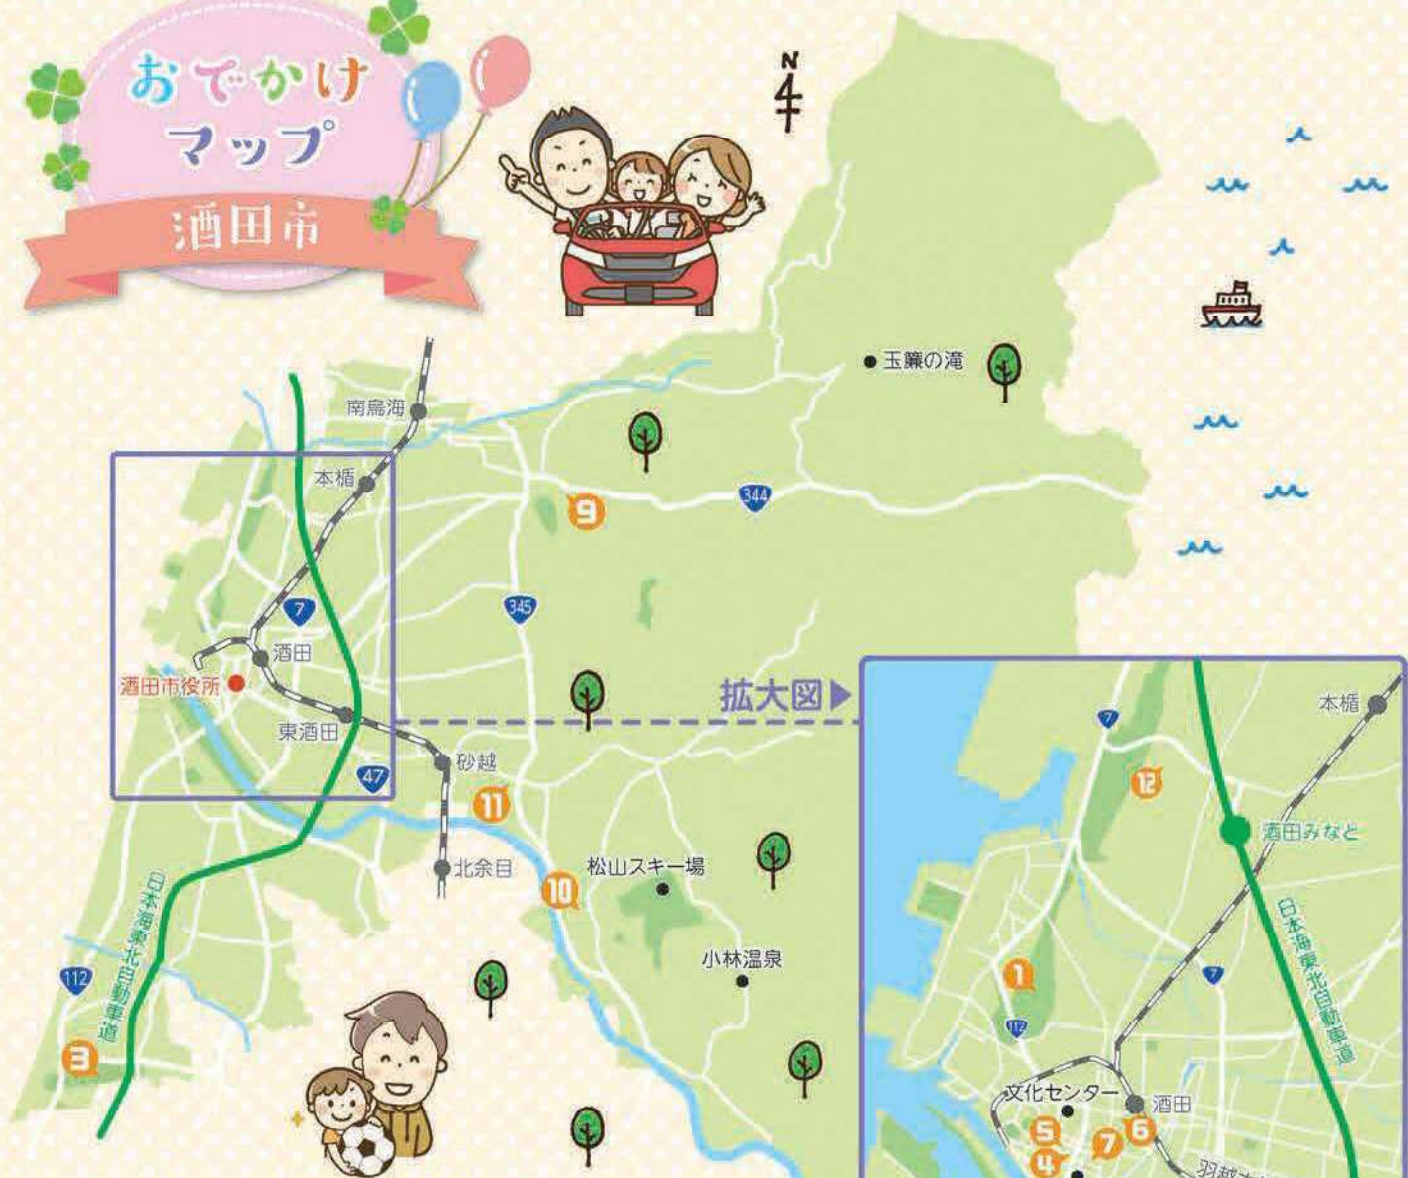 おでかけ
マップ
酒田市
N
玉簾の滝
南鳥海
本楯
9
344
7
345
酒田
酒田市役所
拡大図▶
東酒田
47
砂越
11
北余目
10
松山スキー場
小林温泉
日本海東北自動車道
112
3
本楯
7
12
酒田みなと
日本海東北自動車道
1
7
112
文化センター
酒田
5
7
6
4